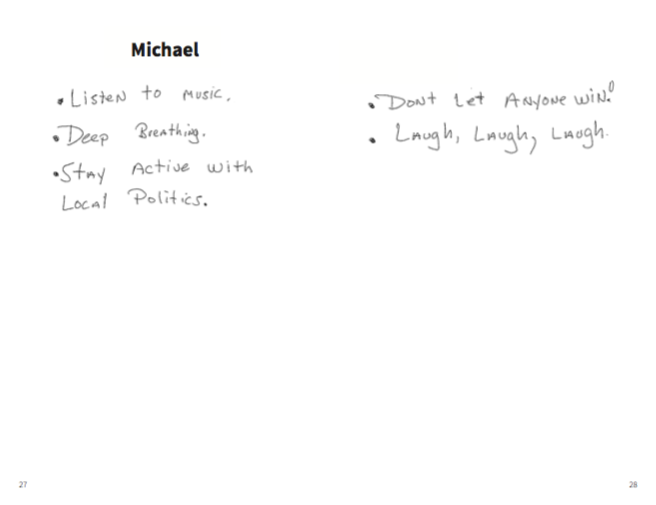 Michael
• Listen to Music.
• Deep Breathing.
• Stay Active with
Local Politics.
• Dont Let Anyone Win!
• Laugh, Laugh, Laugh.
27
28